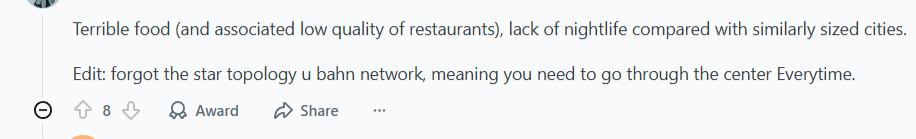 Terrible food (and associated low quality of restaurants), lack of nightlife compared with similarly sized cities.
Edit: forgot the star topology u bahn network, meaning you need to go through the center Everytime.
8 Award Share ...